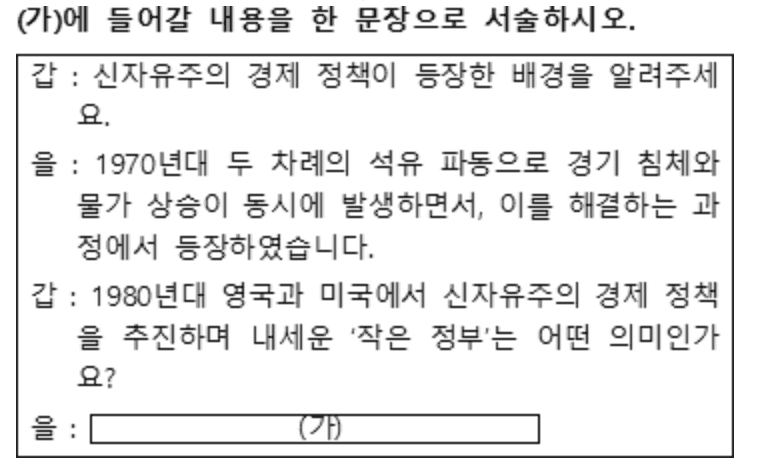 (가)에 들어갈 내용을 한 문장으로 서술하시오.
갑 : 신자유주의 경제 정책이 등장한 배경을 알려주세
요.
을 : 1970년대 두 차례의 석유 파동으로 경기 침체와
물가 상승이 동시에 발생하면서, 이를 해결하는 과
정에서 등장하였습니다.
갑 : 1980년대 영국과 미국에서 신자유주의 경제 정책
을 추진하며 내세운 ‘작은 정부’는 어떤 의미인가
요?
을 : (가)